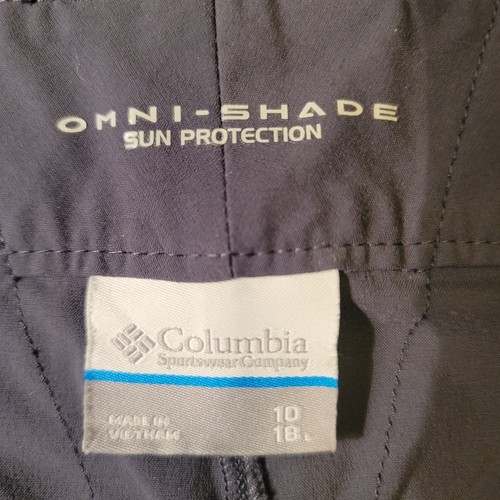 OMNI-SHADE
SUN PROTECTION
Columbia
Sportswear Company
MADE IN
VIETNAM
10
18 L